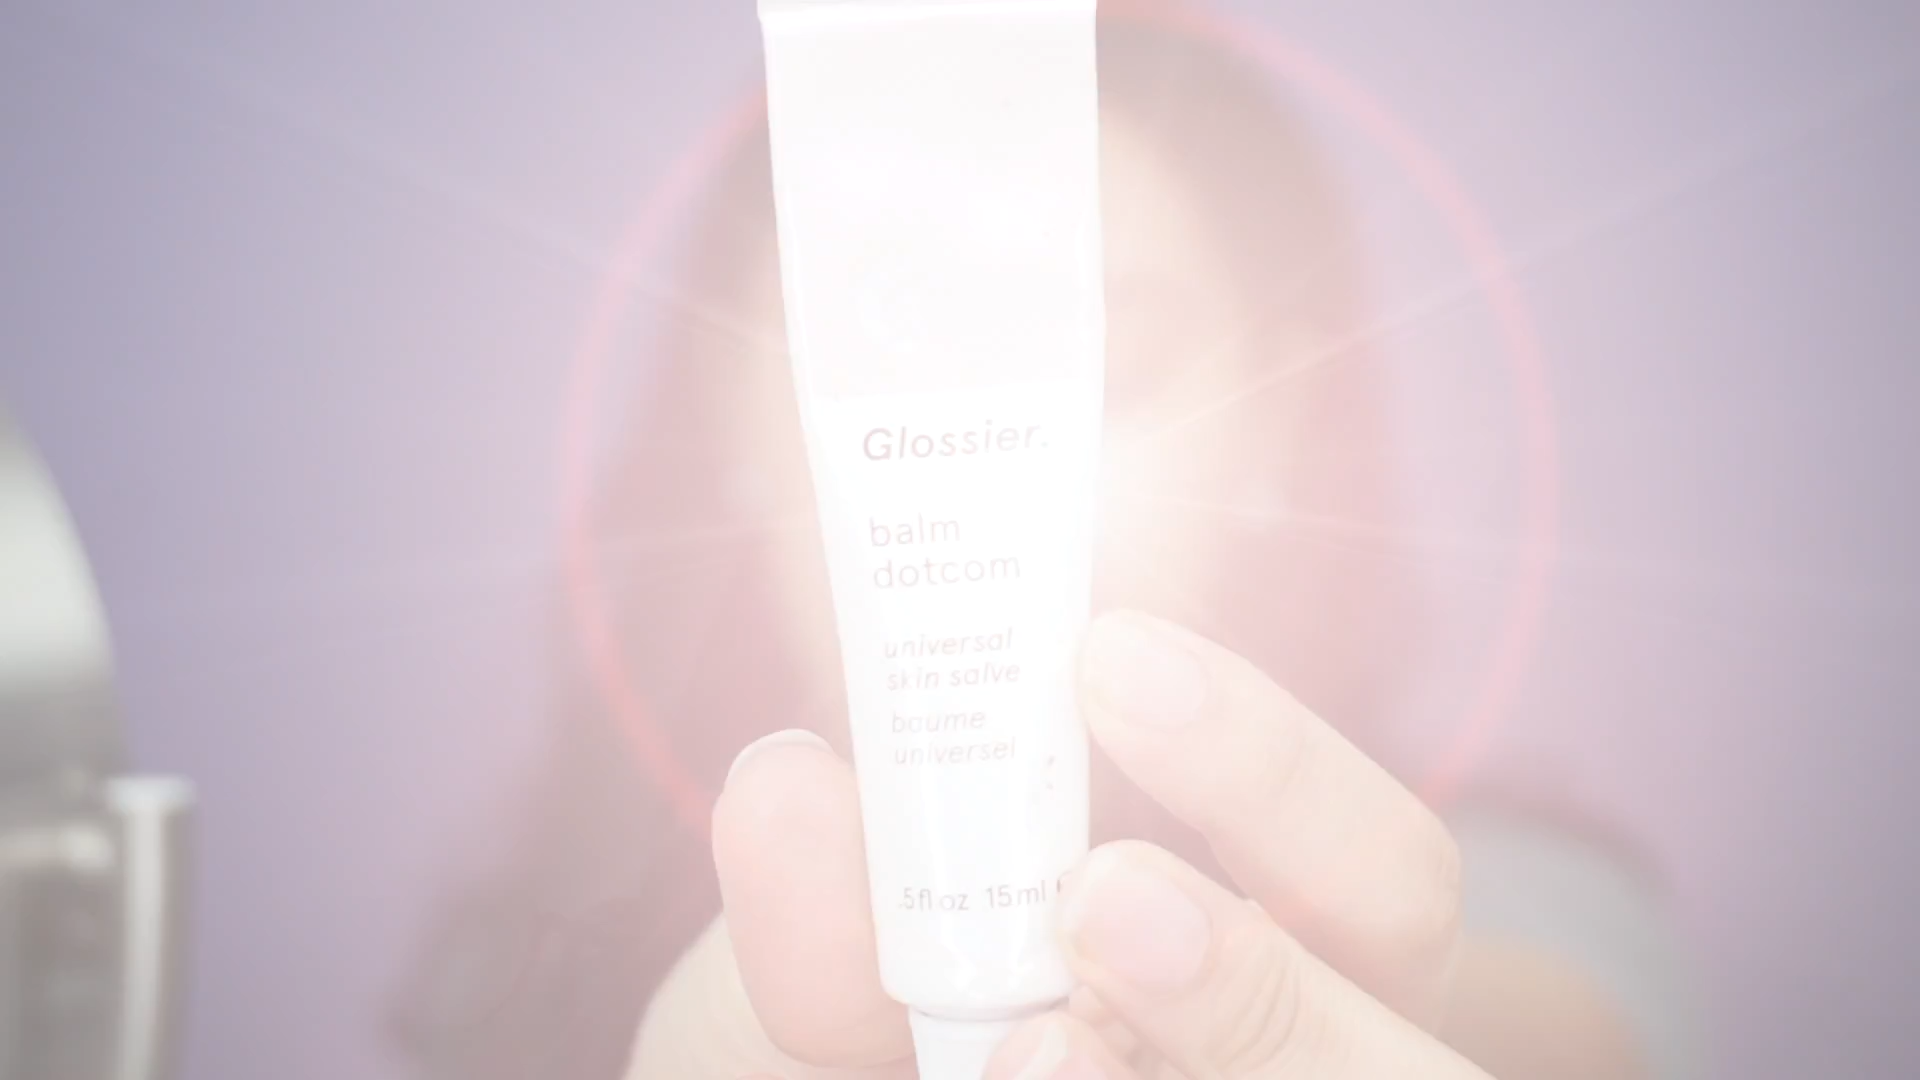 Glossier.
balm
dotcom
universal
skin salve
baume
universel
.5 fl oz 15 ml